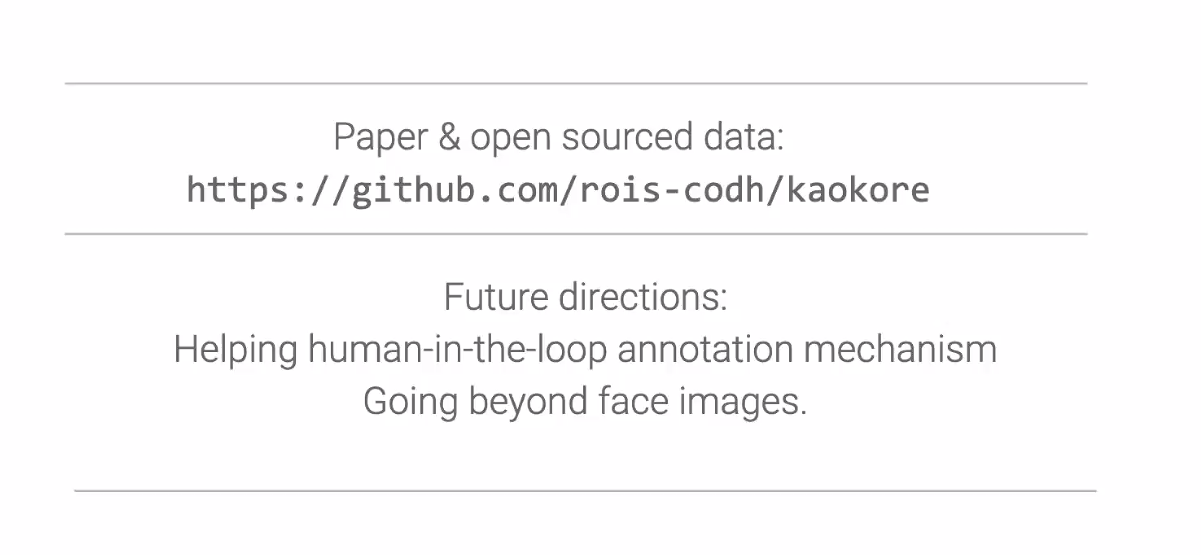 Paper & open sourced data:
https://github.com/rois-codh/kaokore
Future directions:
Helping human-in-the-loop annotation mechanism
Going beyond face images.